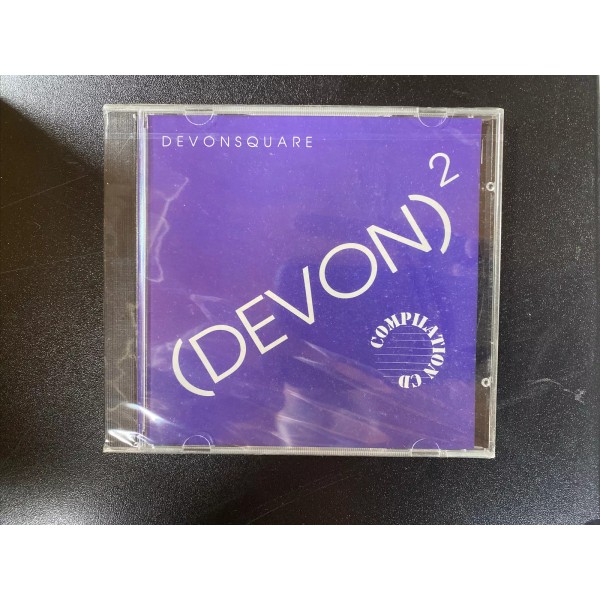 DEVONSQUARE
(DEVON)²
COMPILATION CD